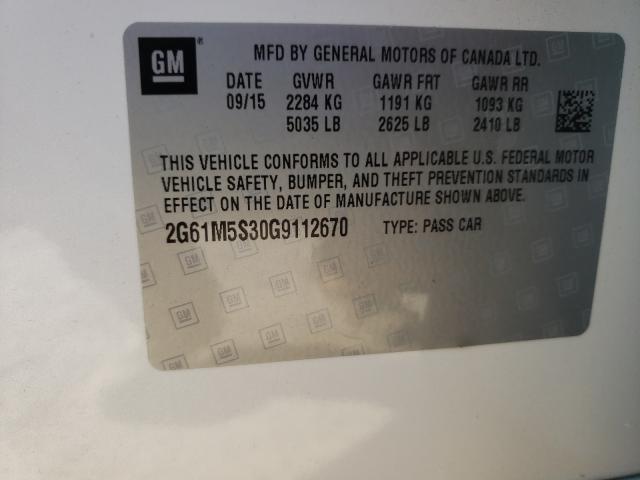 GM ® MFD BY GENERAL MOTORS OF CANADA LTD.
DATE GVWR GAWR FRT GAWR RR
09/15 2284 KG 1191 KG 1093 KG
5035 LB 2625 LB 2410 LB
THIS VEHICLE CONFORMS TO ALL APPLICABLE U.S. FEDERAL MOTOR
VEHICLE SAFETY, BUMPER, AND THEFT PREVENTION STANDARDS IN
EFFECT ON THE DATE OF MANUFACTURE SHOWN ABOVE.
2G61M5S30G9112670 TYPE: PASS CAR